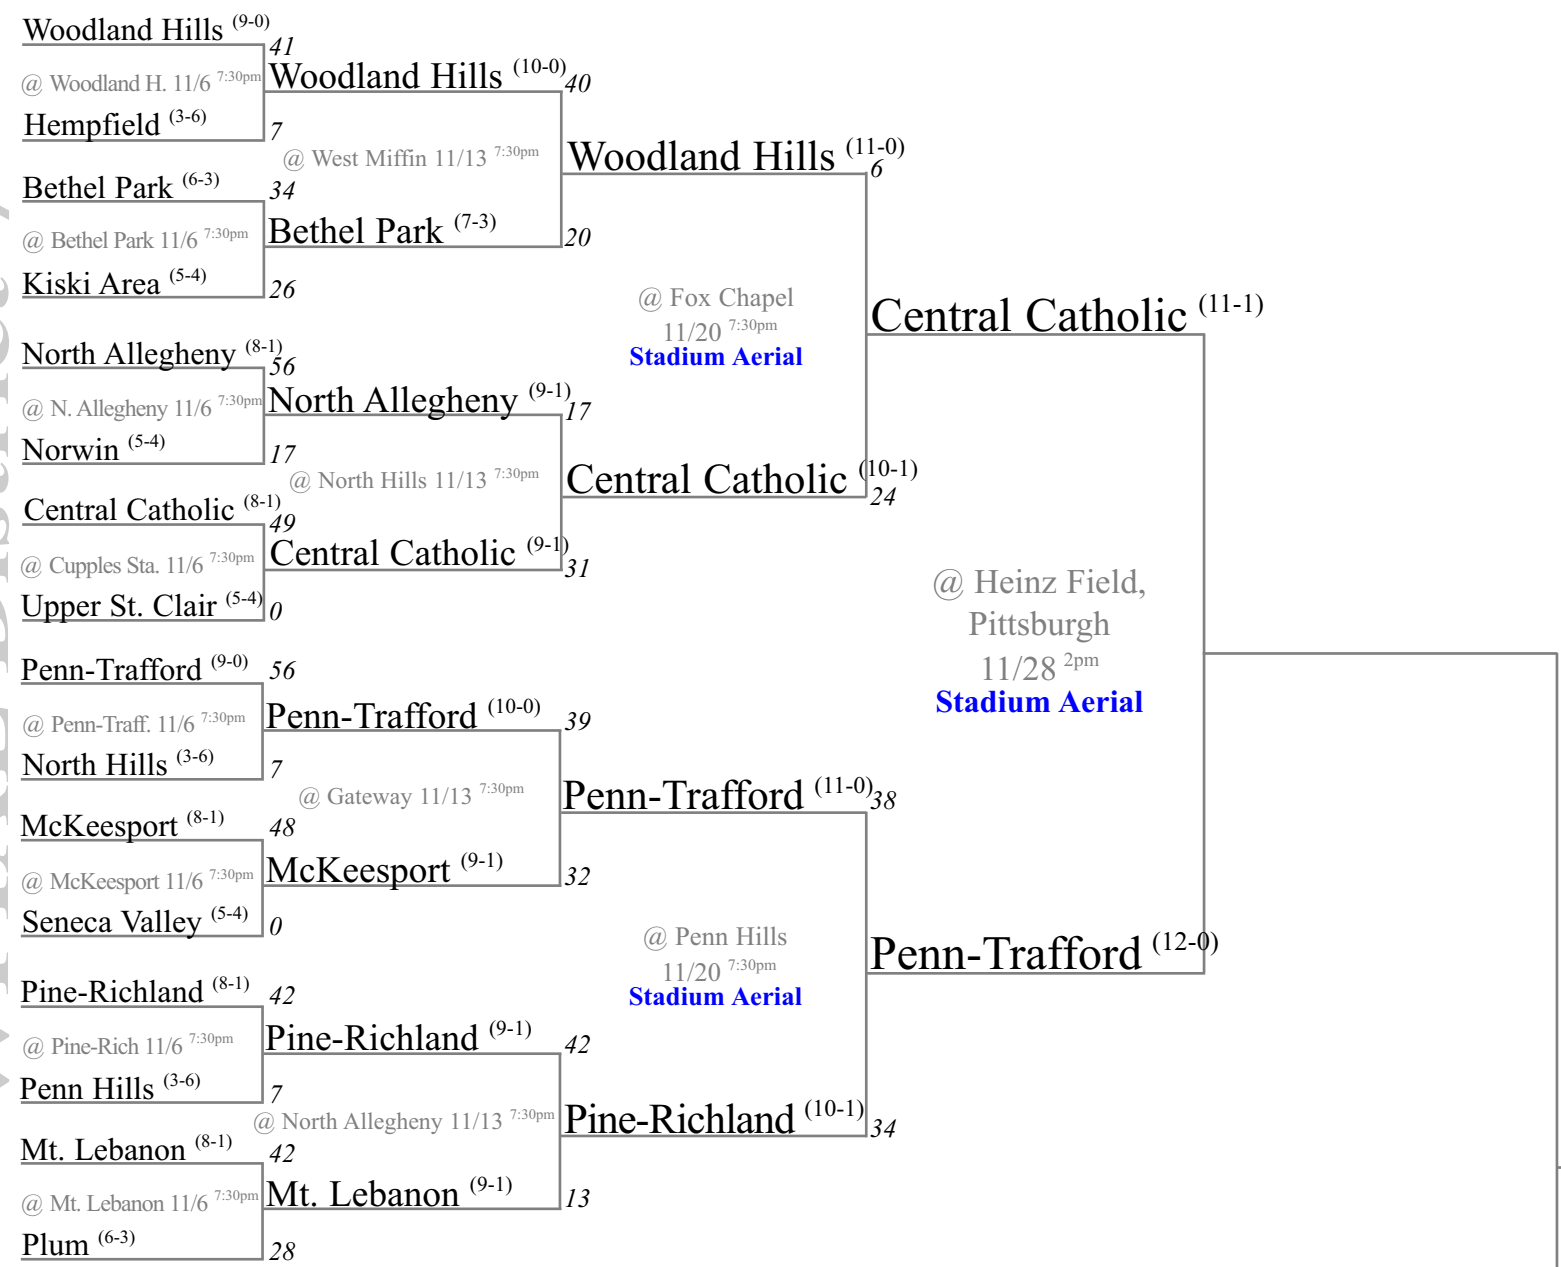 Woodland Hills (9-0)
41
@ Woodland H. 11/6 7:30pm
Hempfield (3-6)
7
Woodland Hills (10-0)
40
@ West Miffin 11/13 7:30pm
Bethel Park (6-3)
34
@ Bethel Park 11/6 7:30pm
Kiski Area (5-4)
26
Bethel Park (7-3)
20
Woodland Hills (11-0)
6
@ Fox Chapel
11/20 7:30pm
Stadium Aerial
North Allegheny (8-1)
56
@ N. Allegheny 11/6 7:30pm
Norwin (5-4)
17
North Allegheny (9-1)
17
@ North Hills 11/13 7:30pm
Central Catholic (8-1)
49
@ Cupples Sta. 11/6 7:30pm
Upper St. Clair (5-4)
0
Central Catholic (9-1)
31
Central Catholic (10-1)
24
Central Catholic (11-1)
@ Heinz Field,
Pittsburgh
11/28 2pm
Stadium Aerial
Penn-Trafford (9-0)
56
@ Penn-Traff. 11/6 7:30pm
North Hills (3-6)
7
Penn-Trafford (10-0)
39
@ Gateway 11/13 7:30pm
McKeesport (8-1)
48
@ McKeesport 11/6 7:30pm
Seneca Valley (5-4)
0
McKeesport (9-1)
32
Penn-Trafford (11-0)
38
@ Penn Hills
11/20 7:30pm
Stadium Aerial
Penn-Trafford (12-0)
Pine-Richland (8-1)
42
@ Pine-Rich 11/6 7:30pm
Penn Hills (3-6)
7
Pine-Richland (9-1)
42
@ North Allegheny 11/13 7:30pm
Mt. Lebanon (8-1)
42
@ Mt. Lebanon 11/6 7:30pm
Plum (6-3)
28
Mt. Lebanon (9-1)
13
Pine-Richland (10-1)
34